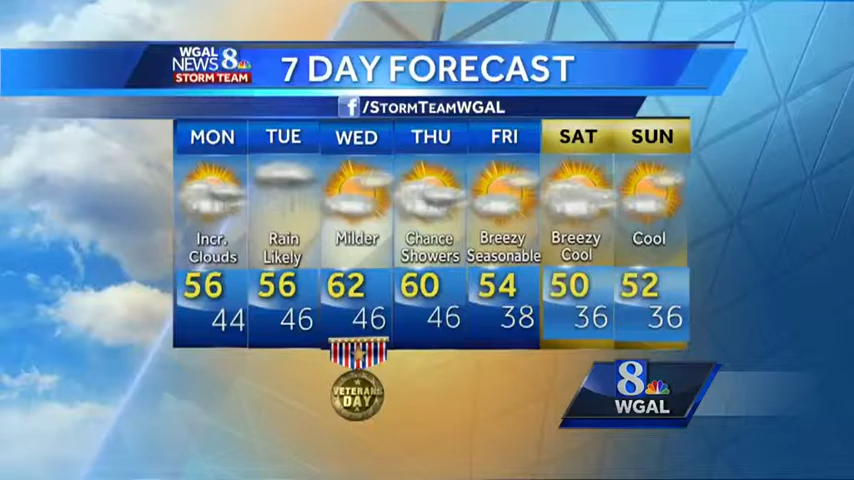 WGAL
NEWS 8
STORM TEAM
7 DAY FORECAST
f/STORMTEAMWGAL
MON TUE WED THU FRI SAT SUN
Incr. Rain Milder Chance Breezy Breezy Cool
Clouds Likely Showers Seasonable Cool
56 56 62 60 54 50 52
44 46 46 46 38 36 36
VETERANS
DAY
8
WGAL